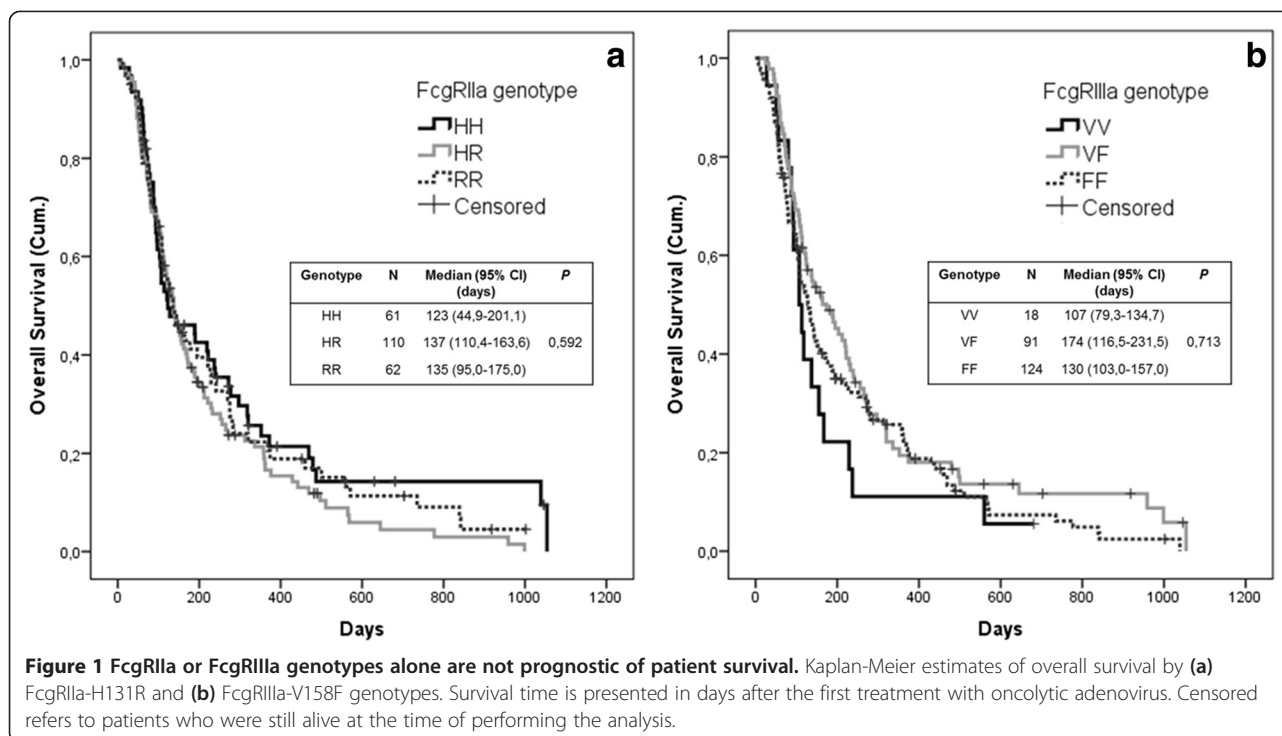 a
1,0
0,8
0,6
0,4
0,2
0,0
Overall Survival (Cum.)
FcgRIIa genotype
HH
HR
RR
Censored
Genotype N Median (95% CI) (days) P
HH 61 123 (44,9-201,1)
HR 110 137 (110,4-163,6) 0,592
RR 62 135 (95,0-175,0)
0 200 400 600 800 1000 1200
Days
b
1,0
0,8
0,6
0,4
0,2
0,0
Overall Survival (Cum.)
FcgRIIIa genotype
VV
VF
FF
Censored
Genotype N Median (95% CI) (days) P
VV 18 107 (79,3-134,7)
VF 91 174 (116,5-231,5) 0,713
FF 124 130 (103,0-157,0)
0 200 400 600 800 1000 1200
Days
Figure 1 FcgRIIa or FcgRIIIa genotypes alone are not prognostic of patient survival. Kaplan-Meier estimates of overall survival by (a)
FcgRIIa-H131R and (b) FcgRIIIa-V158F genotypes. Survival time is presented in days after the first treatment with oncolytic adenovirus. Censored
refers to patients who were still alive at the time of performing the analysis.